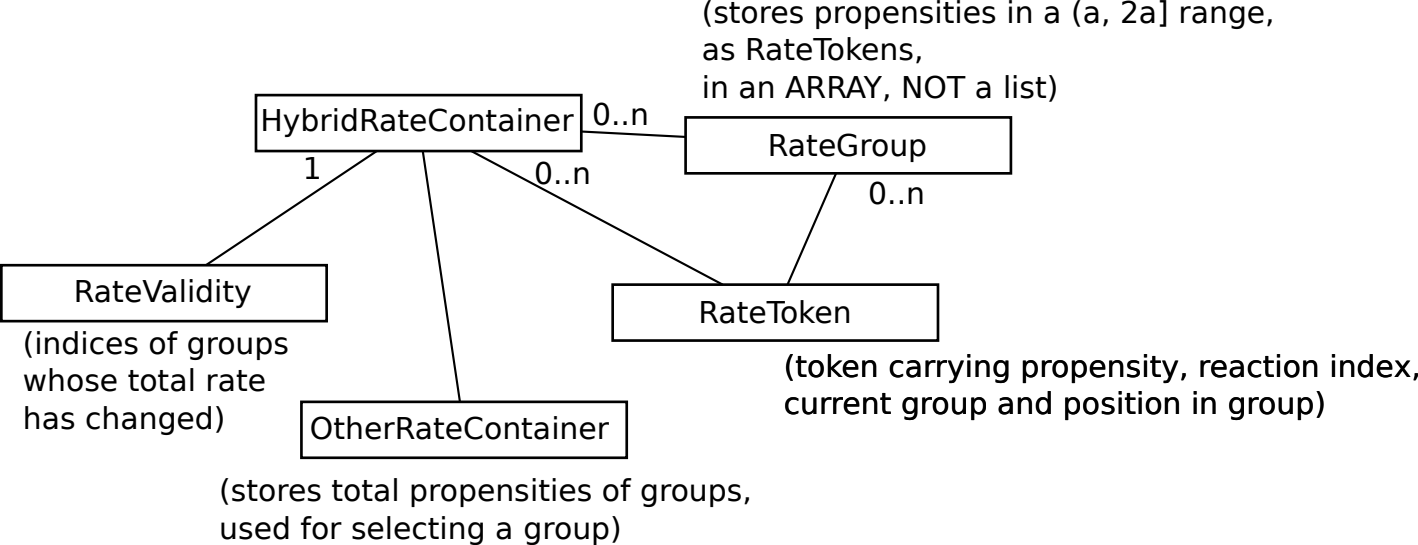 (stores propensities in a (a, 2a] range,
as RateTokens,
in an ARRAY, NOT a list)
HybridRateContainer
0..n
RateGroup
1
0..n
0..n
RateValidity
RateToken
(indices of groups
whose total rate
has changed)
(token carrying propensity, reaction index,
current group and position in group)
OtherRateContainer
(stores total propensities of groups,
used for selecting a group)